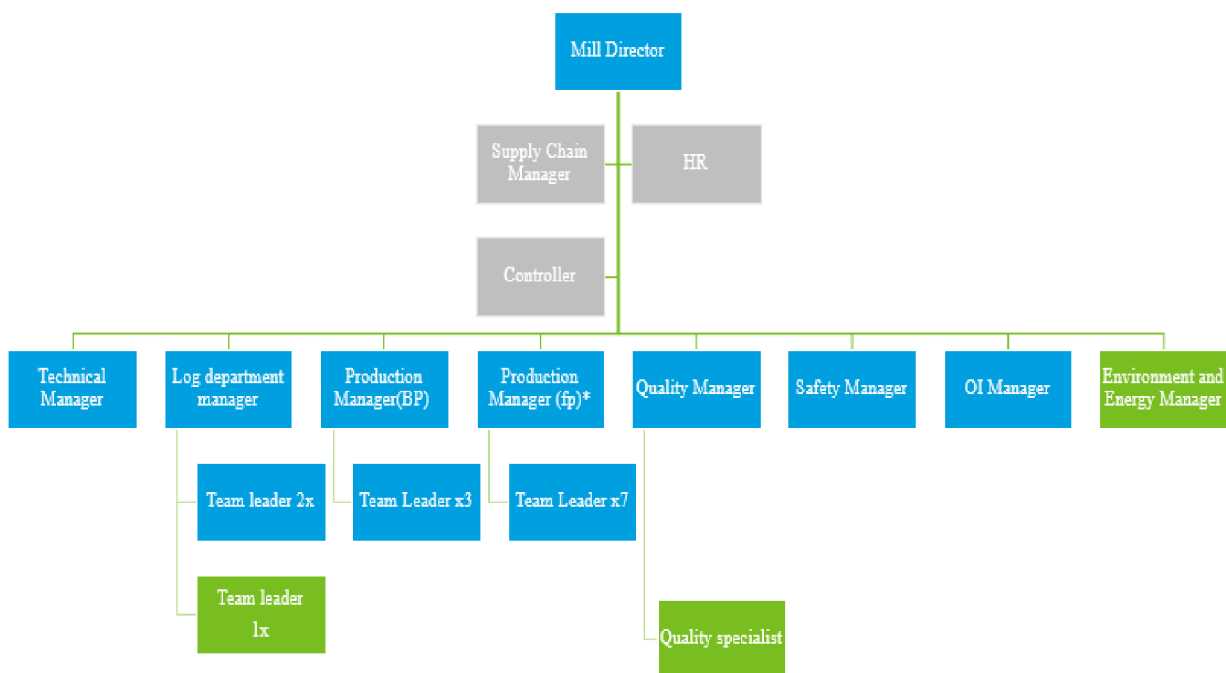 Mill Director
Supply Chain
Manager
HR
Controller
Technical
Manager
Log department
manager
Production
Manager(BP)
Production
Manager (fp)*
Quality Manager
Safety Manager
OI Manager
Environment and
Energy Manager
Team leader 2x
Team Leader x3
Team Leader x7
Team leader
1x
Quality specialist